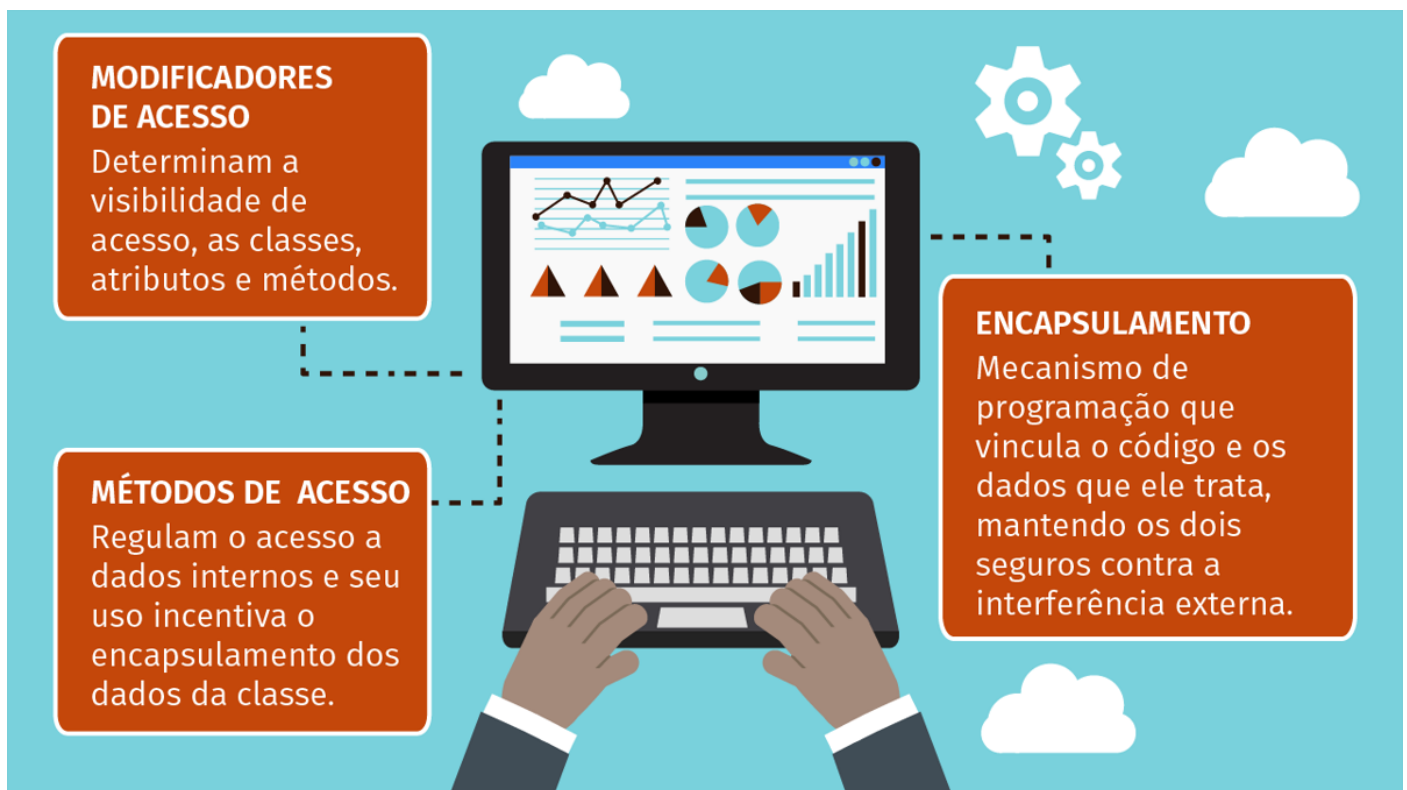 MODIFICADORES
DE ACESSO
Determinam a
visibilidade de
acesso, as classes,
atributos e métodos.
MÉTODOS DE ACESSO
Regulam o acesso a
dados internos e seu
uso incentiva o
encapsulamento dos
dados da classe.
ENCAPSULAMENTO
Mecanismo de
programação que
vincula o código e os
dados que ele trata,
mantendo os dois
seguros contra a
interferência externa.